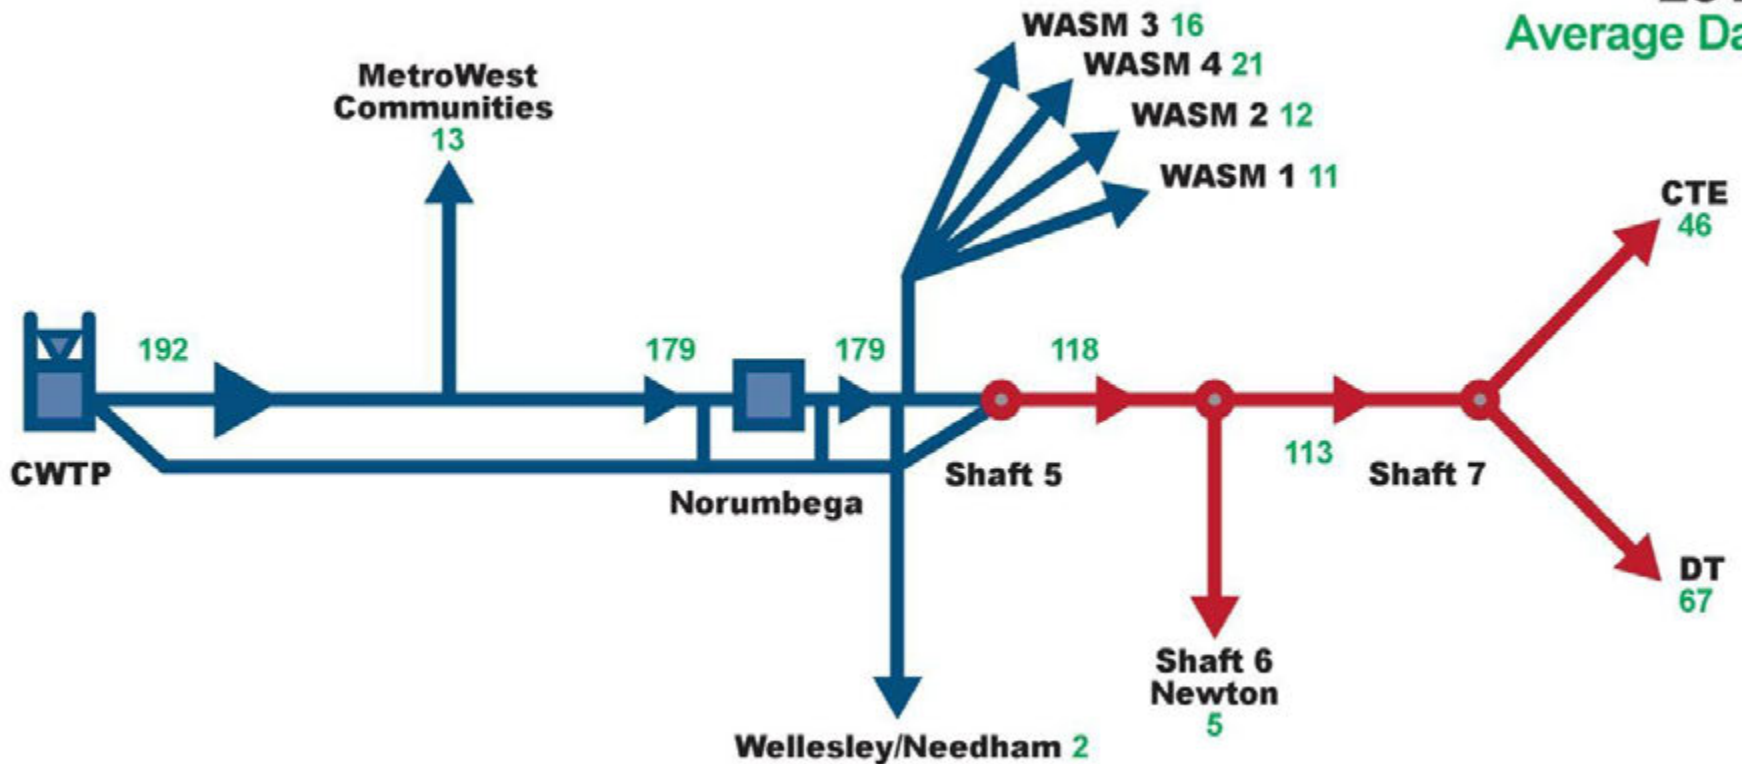 Average
WASM 3 16
WASM 4 21
WASM 2 12
WASM 1 11
MetroWest
Communities
13
CTE
46
192
179
179
118
113
CWTP
Norumbega
Shaft 5
Shaft 7
DT
67
Shaft 6
Newton
5
Wellesley/Needham 2